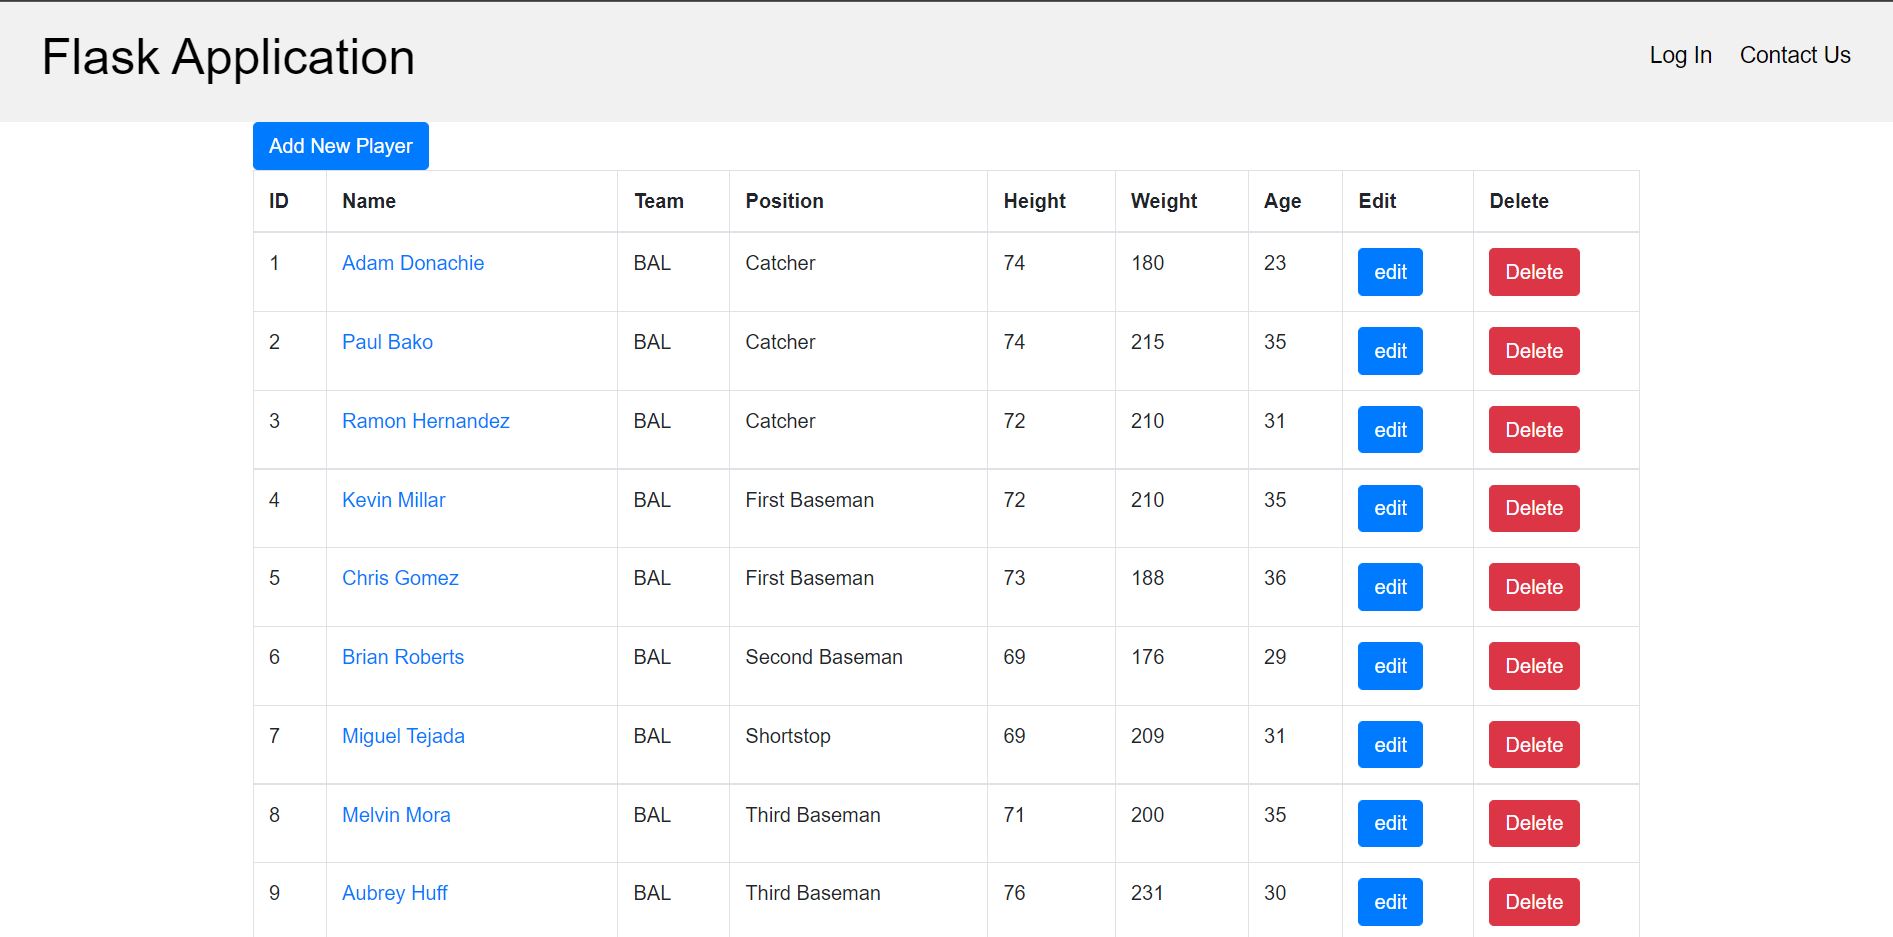 Flask Application
Log In Contact Us
Add New Player
ID Name Team Position Height Weight Age Edit Delete
1 Adam Donachie BAL Catcher 74 180 23 edit Delete
2 Paul Bako BAL Catcher 74 215 35 edit Delete
3 Ramon Hernandez BAL Catcher 72 210 31 edit Delete
4 Kevin Millar BAL First Baseman 72 210 35 edit Delete
5 Chris Gomez BAL First Baseman 73 188 36 edit Delete
6 Brian Roberts BAL Second Baseman 69 176 29 edit Delete
7 Miguel Tejada BAL Shortstop 69 209 31 edit Delete
8 Melvin Mora BAL Third Baseman 71 200 35 edit Delete
9 Aubrey Huff BAL Third Baseman 76 231 30 edit Delete